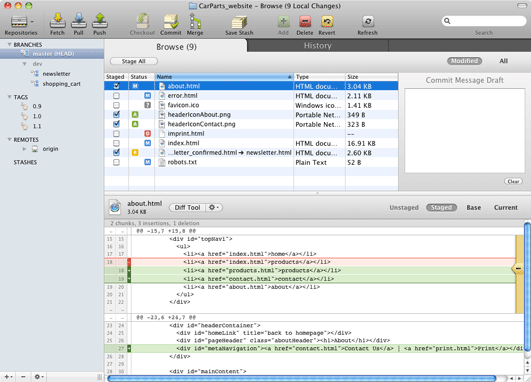 CarParts_website — Browse (9 Local Changes)
Repositories Fetch Pull Push Checkout Commit Merge Save Stash Add Delete Revert Refresh Search
BRANCHES
master (HEAD)
dev
newsletter
shopping_cart
TAGS
0.9
1.0
1.1
REMOTES
origin
STASHES
Browse (9) History
Stage All Modified All
Staged Status Name Type Size
M about.html HTML doc... 3.04 KB
M error.html HTML docu... 2.11 KB
? favicon.ico Windows ico... 1.41 KB
A headerIconAbout.png Portable Net... 349 B
A headerIconContact.png Portable Net... 323 B
D imprint.html --
M index.html HTML docu... 16.91 KB
...letter_confirmed.html → newsletter.html HTML docu... 2.60 KB
M robots.txt Plain Text 52 B
Commit Message Draft
Clear
about.html
3.04 KB
Diff Tool
Unstaged Staged Base Current
2 chunks, 3 insertions, 1 deletion
... ... @@ -15,7 +15,8 @@
15 15 <div id="topNavi">
16 16 <ul>
17 17 <li><a href="index.html">home</a></li>
18 - <li><a href="index.html">products</a></li>
18 + <li><a href="products.html">products</a></li>
19 + <li><a href="contact.html">contact</a></li>
19 20 <li><a href="about.html">about</a></li>
20 21 </ul>
21 22 </div>
... ... @@ -23,6 +24,7 @@
23 24 <div id="headerContainer">
24 25 <div id="homeLink" title="back to homepage"></div>
25 26 <div id="pageHeader" class="aboutHeader"><h1>About</h1></div>
27 + <div id="metaNavigation"><a href="contact.html">Contact Us</a> | <a href="print.html">Print</a></div>
26 28 </div>
27 29
28 30 <div id="mainContent">